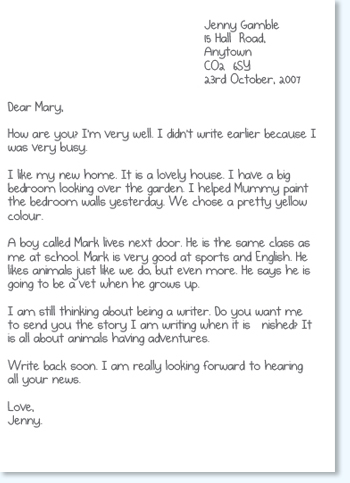 Jenny Gamble
15 Hall Road,
Anytown
CO2 6SY
23rd October, 2007
Dear Mary,
How are you? I'm very well. I didn't write earlier because I
was very busy.
I like my new home. It is a lovely house. I have a big
bedroom looking over the garden. I helped Mummy paint
the bedroom walls yesterday. We chose a pretty yellow
colour.
A boy called Mark lives next door. He is the same class as
me at school. Mark is very good at sports and English. He
likes animals just like we do, but even more. He says he is
going to be a vet when he grows up.
I am still thinking about being a writer. Do you want me
to send you the story I am writing when it is nished? It
is all about animals having adventures.
Write back soon. I am really looking forward to hearing
all your news.
Love,
Jenny.